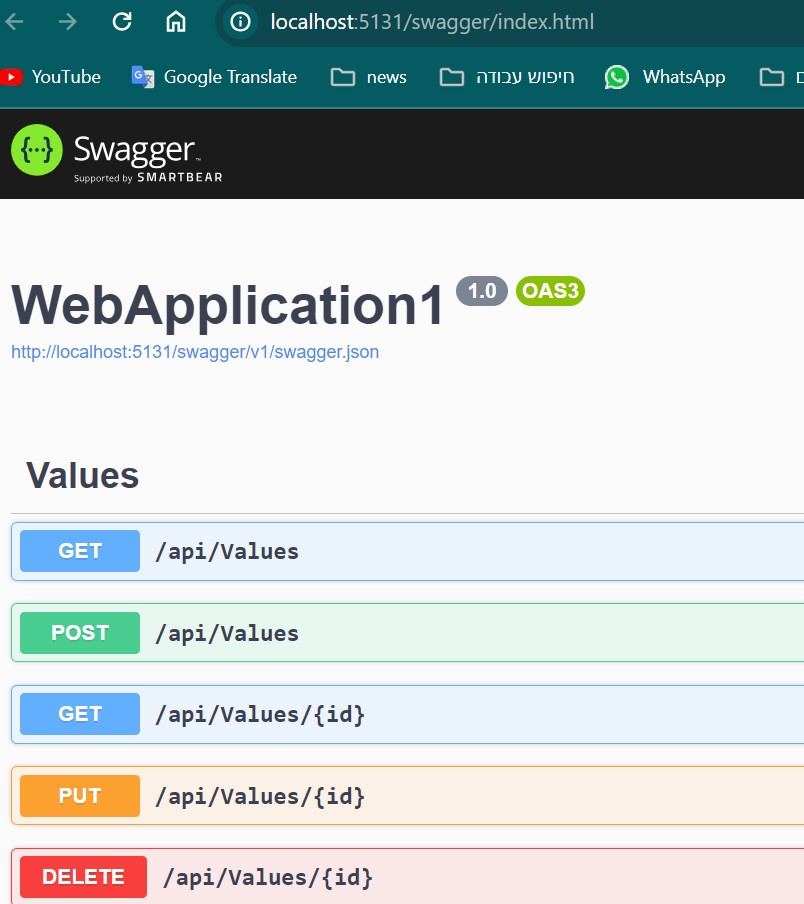 localhost:5131/swagger/index.html
YouTube Google Translate news חיפוש עבודה WhatsApp
{...} Swagger™
Supported by SMARTBEAR
WebApplication1 1.0 OAS3
http://localhost:5131/swagger/v1/swagger.json
Values
GET /api/Values
POST /api/Values
GET /api/Values/{id}
PUT /api/Values/{id}
DELETE /api/Values/{id}